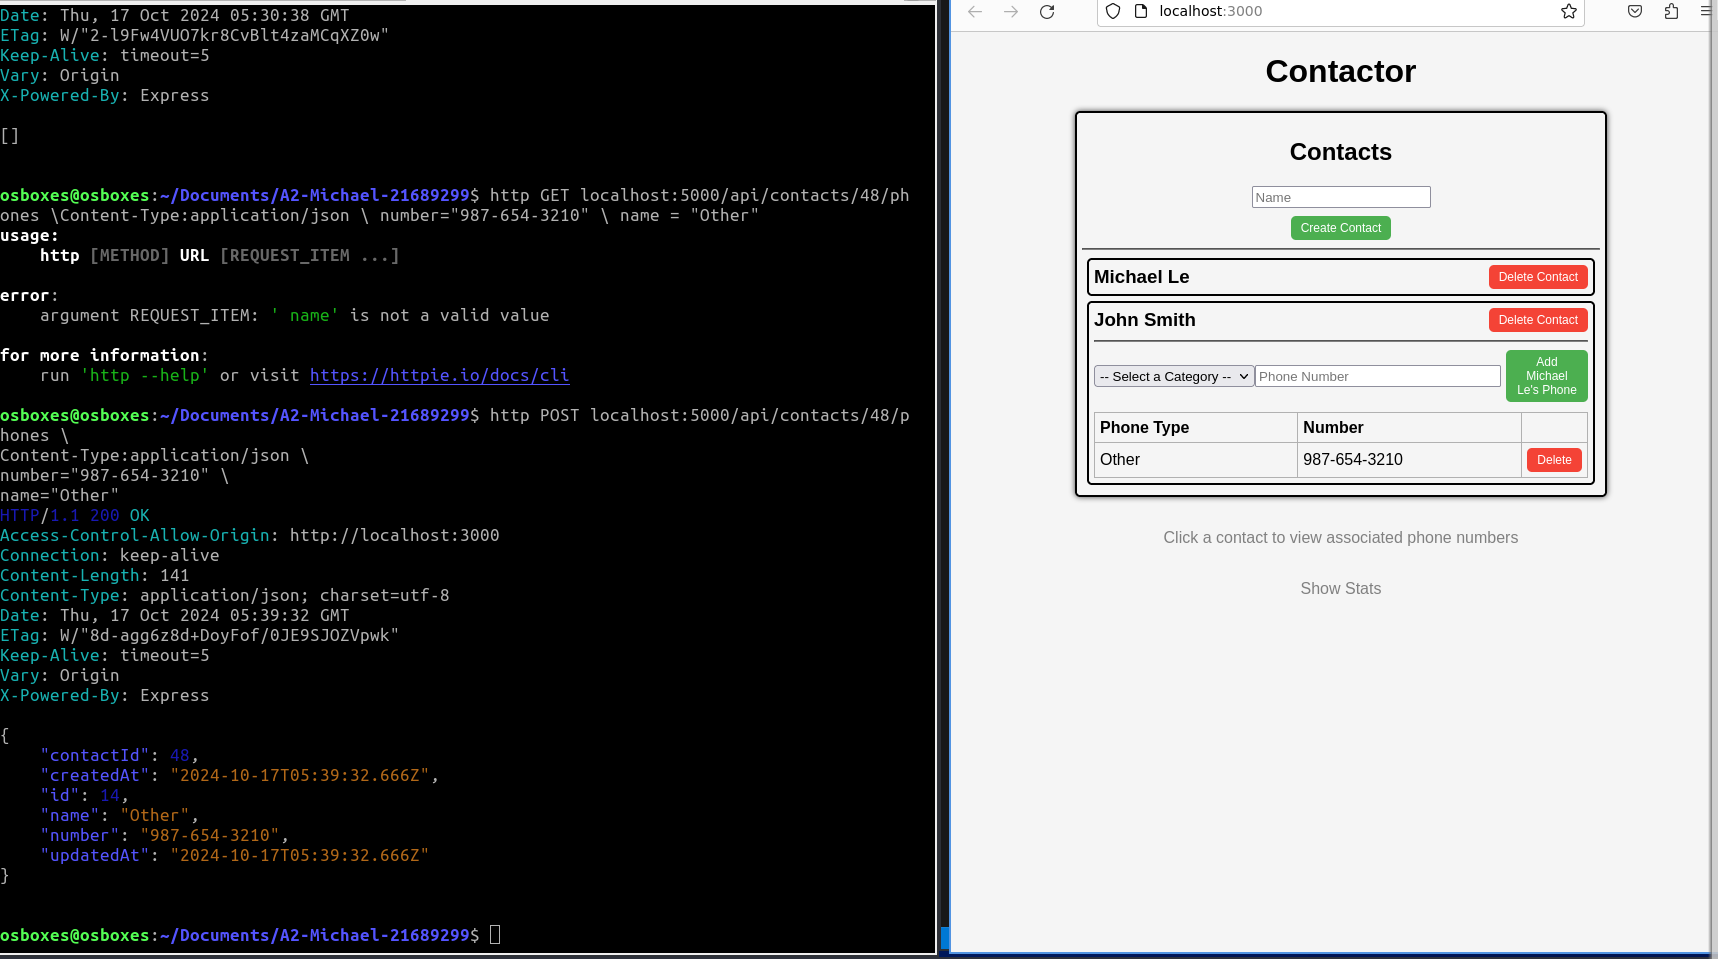 Date: Thu, 17 Oct 2024 05:30:38 GMT
ETag: W/"2-l9Fw4VUO7kr8CvBlt4zaMCqXZ0w"
Keep-Alive: timeout=5
Vary: Origin
X-Powered-By: Express
[]
osboxes@osboxes:~/Documents/A2-Michael-21689299$ http GET localhost:5000/api/contacts/48/ph
ones \Content-Type:application/json \ number="987-654-3210" \ name = "Other"
usage:
    http [METHOD] URL [REQUEST_ITEM ...]
error:
    argument REQUEST_ITEM: ' name' is not a valid value
for more information:
    run 'http --help' or visit https://httpie.io/docs/cli
osboxes@osboxes:~/Documents/A2-Michael-21689299$ http POST localhost:5000/api/contacts/48/p
hones \
Content-Type:application/json \
number="987-654-3210" \
name="Other"
HTTP/1.1 200 OK
Access-Control-Allow-Origin: http://localhost:3000
Connection: keep-alive
Content-Length: 141
Content-Type: application/json; charset=utf-8
Date: Thu, 17 Oct 2024 05:39:32 GMT
ETag: W/"8d-agg6z8d+DoyFof/0JE9SJOZVpwk"
Keep-Alive: timeout=5
Vary: Origin
X-Powered-By: Express
{
    "contactId": 48,
    "createdAt": "2024-10-17T05:39:32.666Z",
    "id": 14,
    "name": "Other",
    "number": "987-654-3210",
    "updatedAt": "2024-10-17T05:39:32.666Z"
}
osboxes@osboxes:~/Documents/A2-Michael-21689299$
localhost:3000
Contactor
Contacts
Name
Create Contact
Michael Le
Delete Contact
John Smith
Delete Contact
-- Select a Category --
Phone Number
Add
Michael
Le's Phone
Phone Type
Number
Other
987-654-3210
Delete
Click a contact to view associated phone numbers
Show Stats